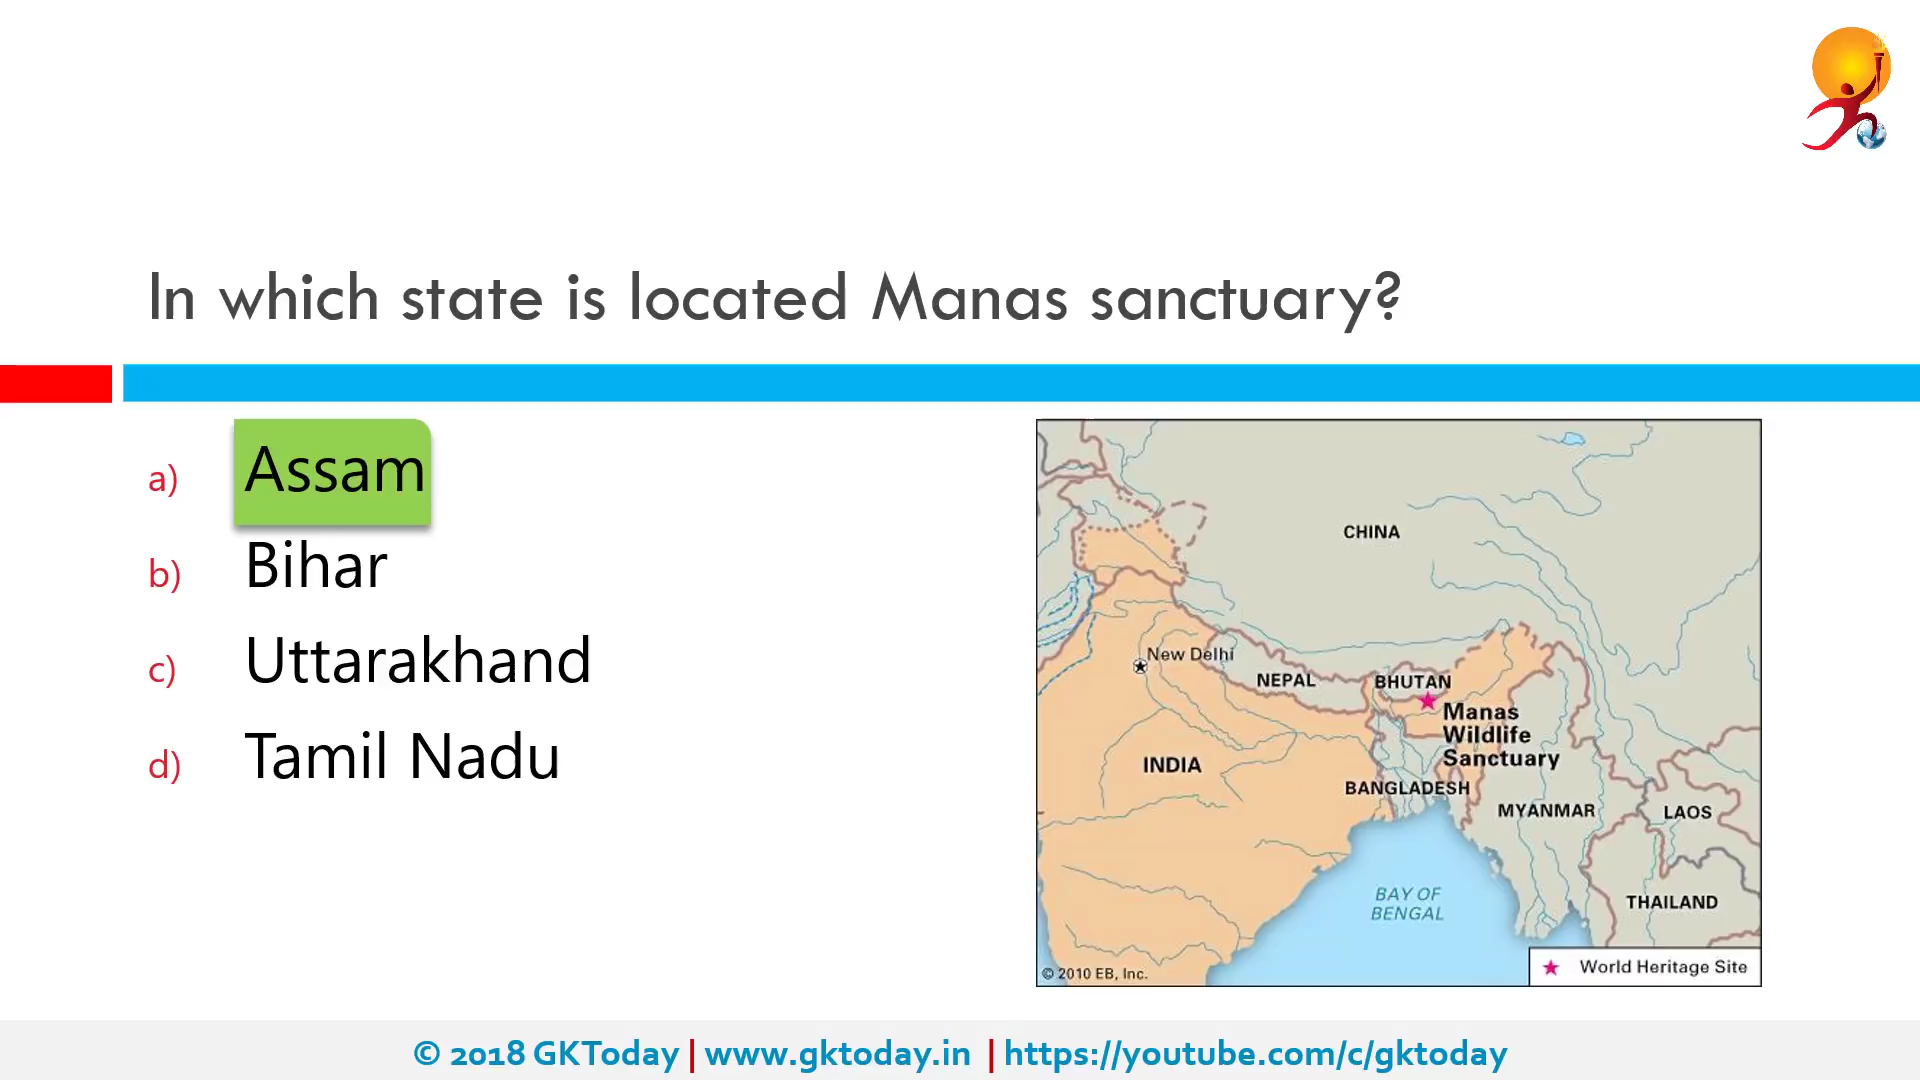 In which state is located Manas sanctuary?
a) Assam
b) Bihar
c) Uttarakhand
d) Tamil Nadu
CHINA
New Delhi
NEPAL
BHUTAN
Manas
Wildlife
Sanctuary
INDIA
BANGLADESH
MYANMAR
LAOS
BAY OF
BENGAL
THAILAND
World Heritage Site
© 2010 EB, Inc.
© 2018 GKToday | www.gktoday.in | https://youtube.com/c/gktoday